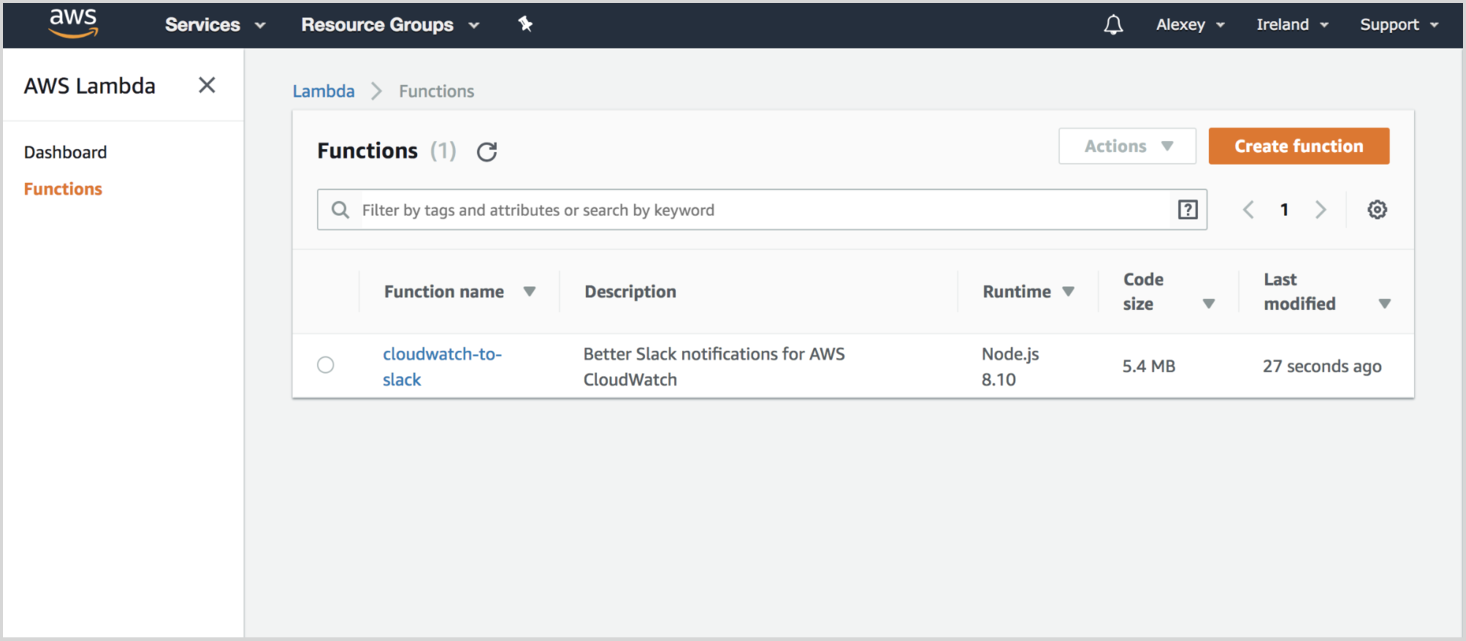 aws Services Resource Groups Alexey Ireland Support
AWS Lambda
Dashboard
Functions
Lambda > Functions
Functions (1) Actions Create function
Filter by tags and attributes or search by keyword ? < 1 >
Function name Description Runtime Code size Last modified
cloudwatch-to-slack Better Slack notifications for AWS CloudWatch Node.js 8.10 5.4 MB 27 seconds ago